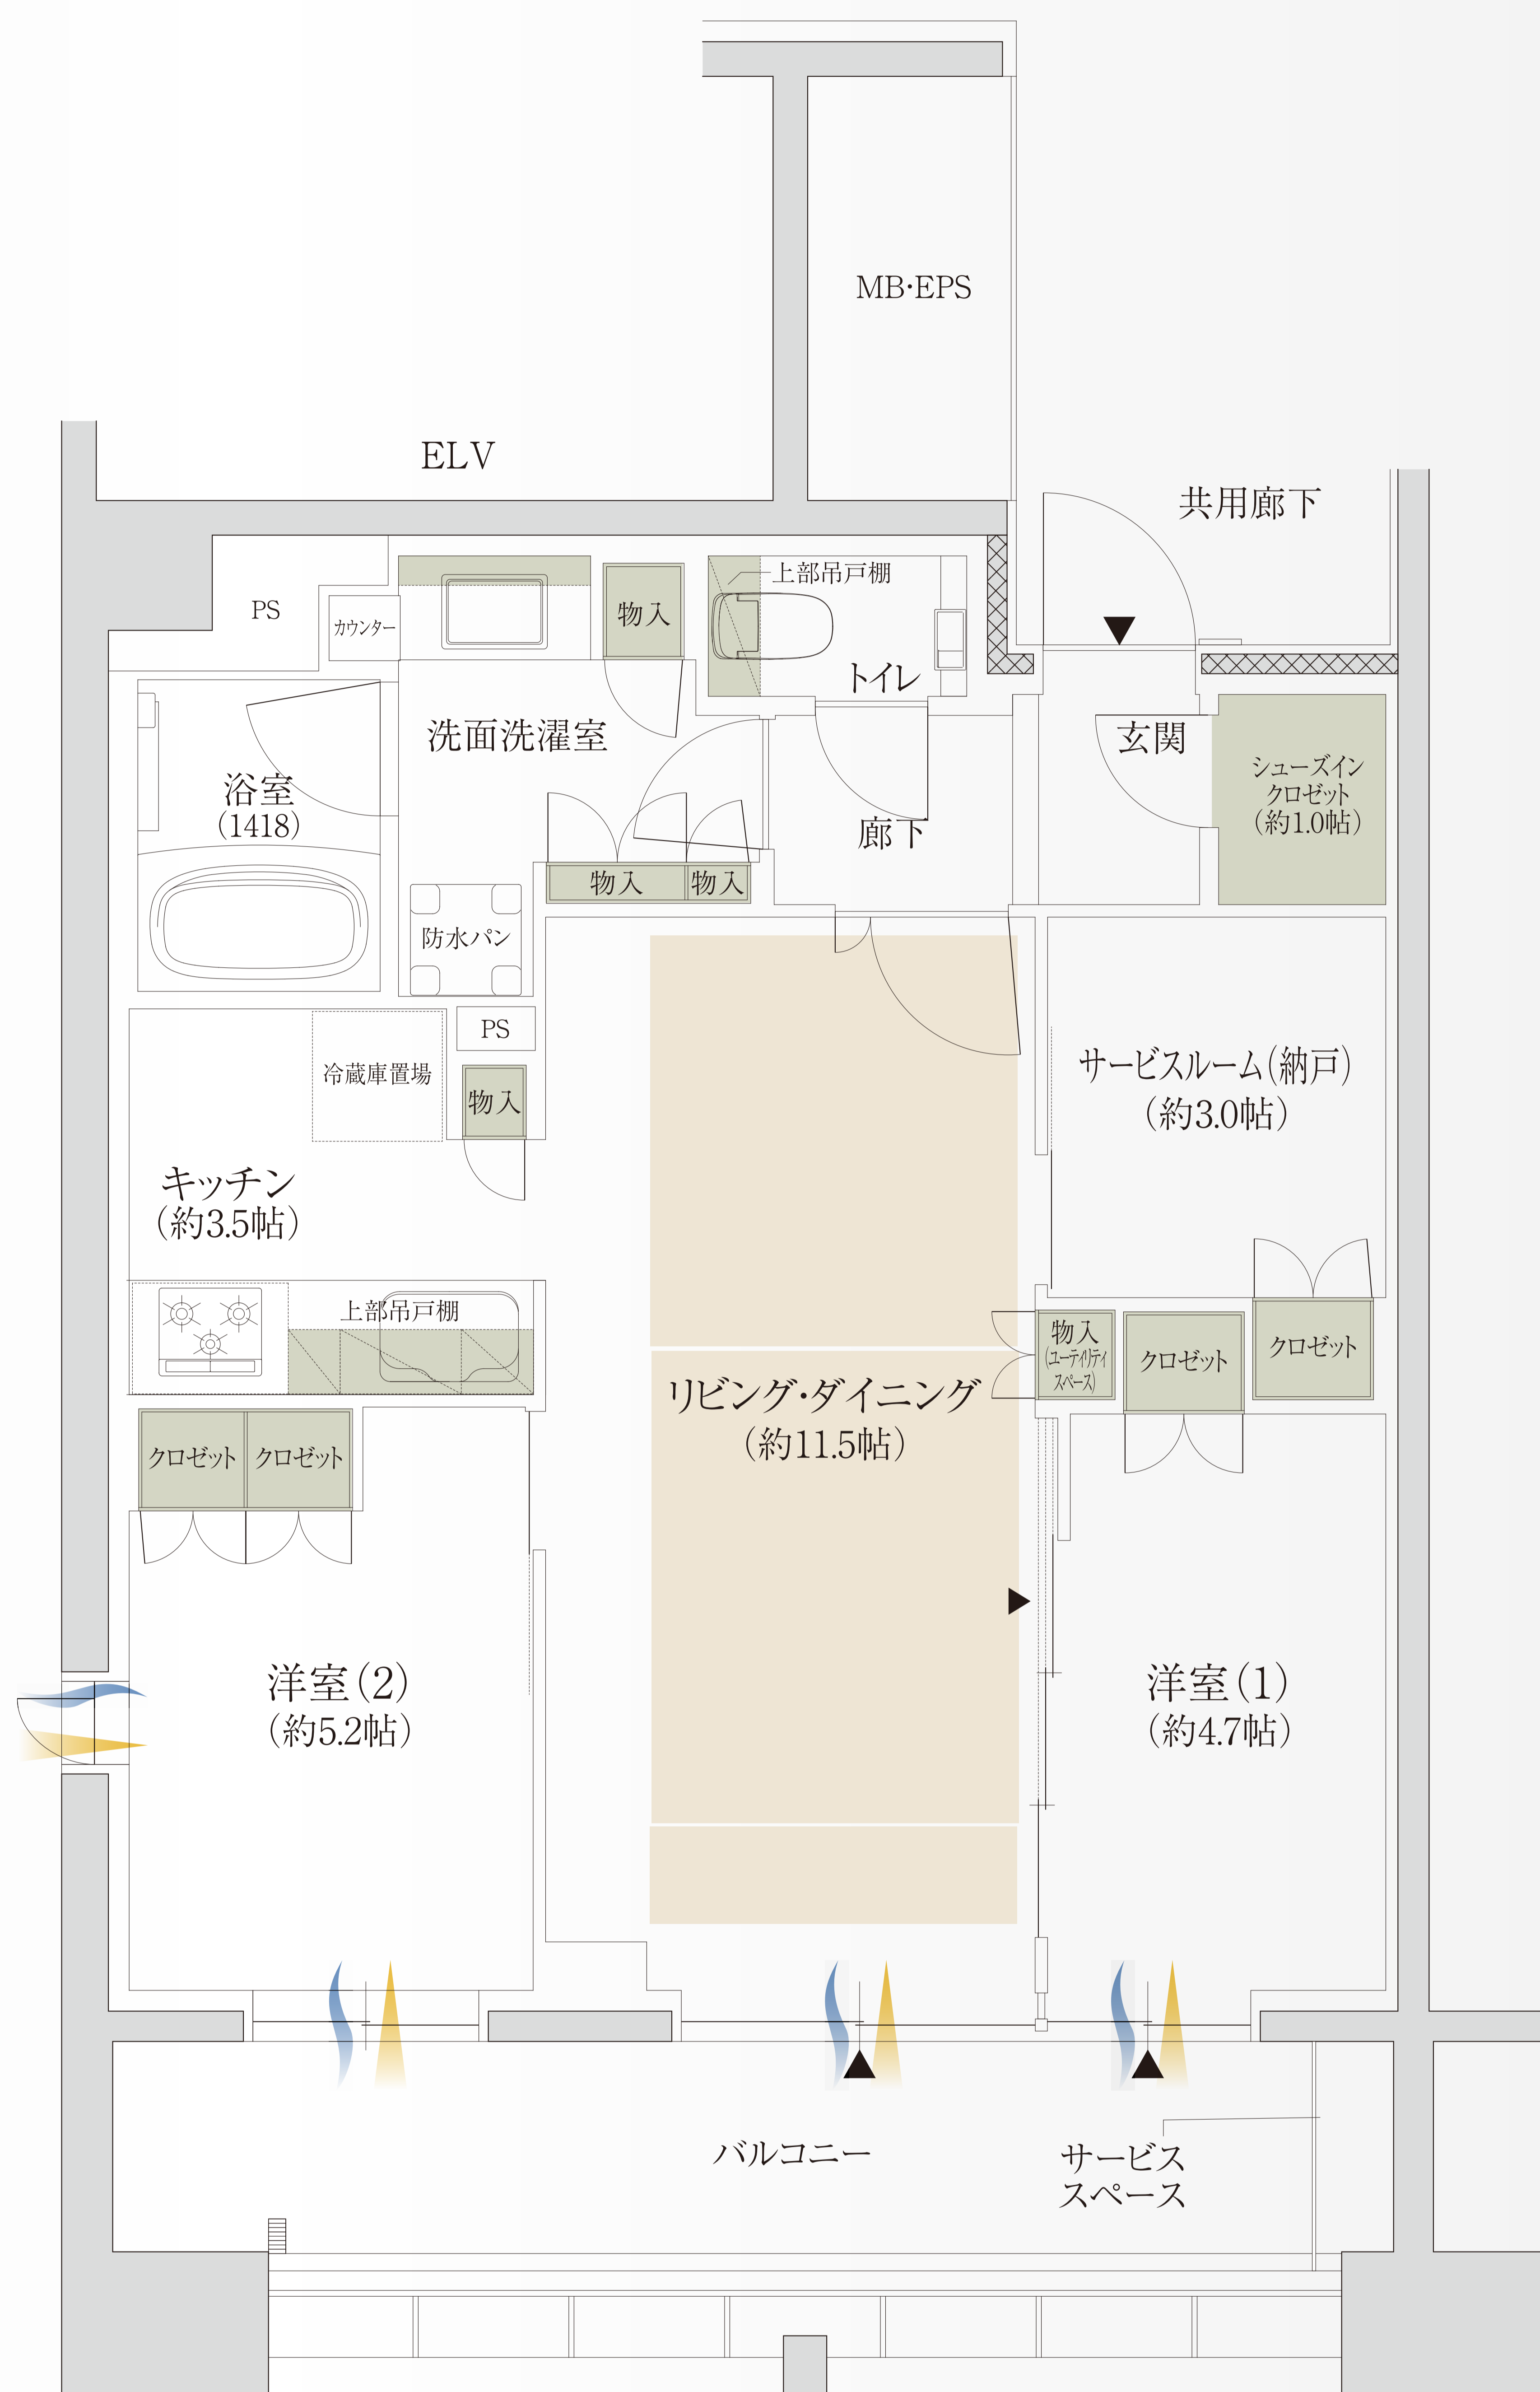 MB・EPS
ELV
共用廊下
PS
カウンター
物入
上部吊戸棚
トイレ
洗面洗濯室
玄関
シューズイン
クロゼット
(約1.0帖)
浴室
(1418)
廊下
物入
物入
防水パン
PS
冷蔵庫置場
物入
サービスルーム(納戸)
(約3.0帖)
キッチン
(約3.5帖)
上部吊戸棚
物入
(ユーティリティ
スペース)
クロゼット
クロゼット
リビング・ダイニング
(約11.5帖)
クロゼット
クロゼット
洋室(2)
(約5.2帖)
洋室(1)
(約4.7帖)
バルコニー
サービス
スペース